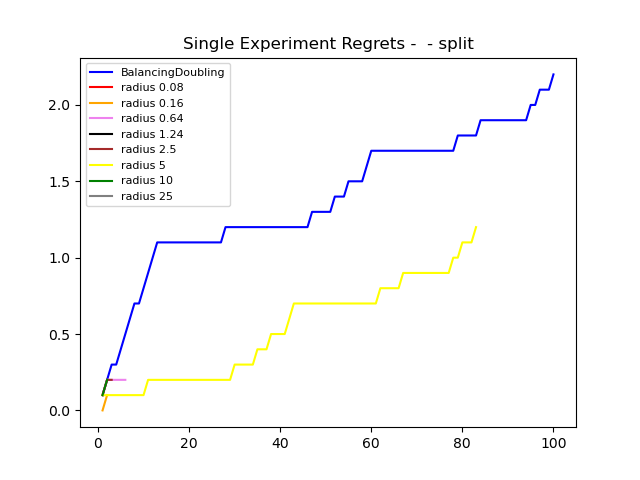 Single Experiment Regrets -  - split
BalancingDoubling
radius 0.08
radius 0.16
radius 0.64
radius 1.24
radius 2.5
radius 5
radius 10
radius 25
2.0
1.5
1.0
0.5
0.0
0 20 40 60 80 100